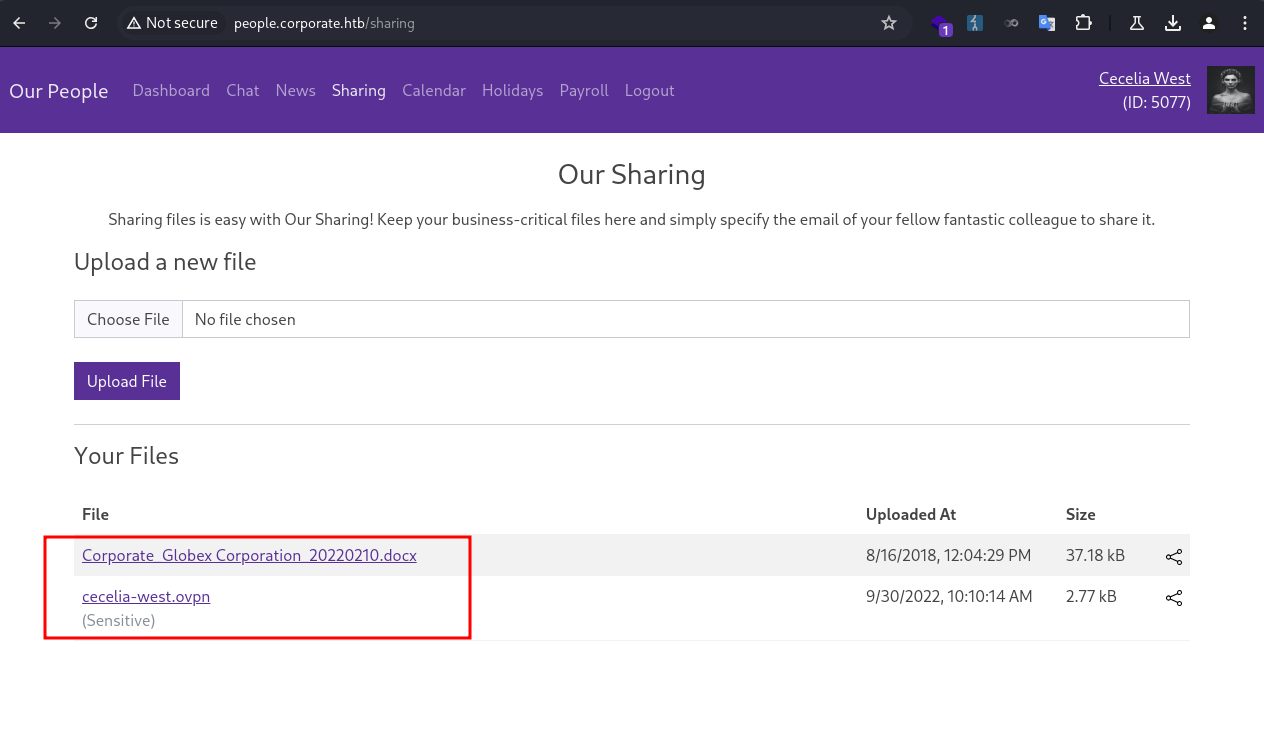 Not secure people.corporate.htb/sharing 1
Our People Dashboard Chat News Sharing Calendar Holidays Payroll Logout
Cecelia West
(ID: 5077)
Our Sharing
Sharing files is easy with Our Sharing! Keep your business-critical files here and simply specify the email of your fellow fantastic colleague to share it.
Upload a new file
Choose File No file chosen
Upload File
Your Files
File Uploaded At Size
Corporate_Globex Corporation_20220210.docx 8/16/2018, 12:04:29 PM 37.18 kB
cecelia-west.ovpn 9/30/2022, 10:10:14 AM 2.77 kB
(Sensitive)